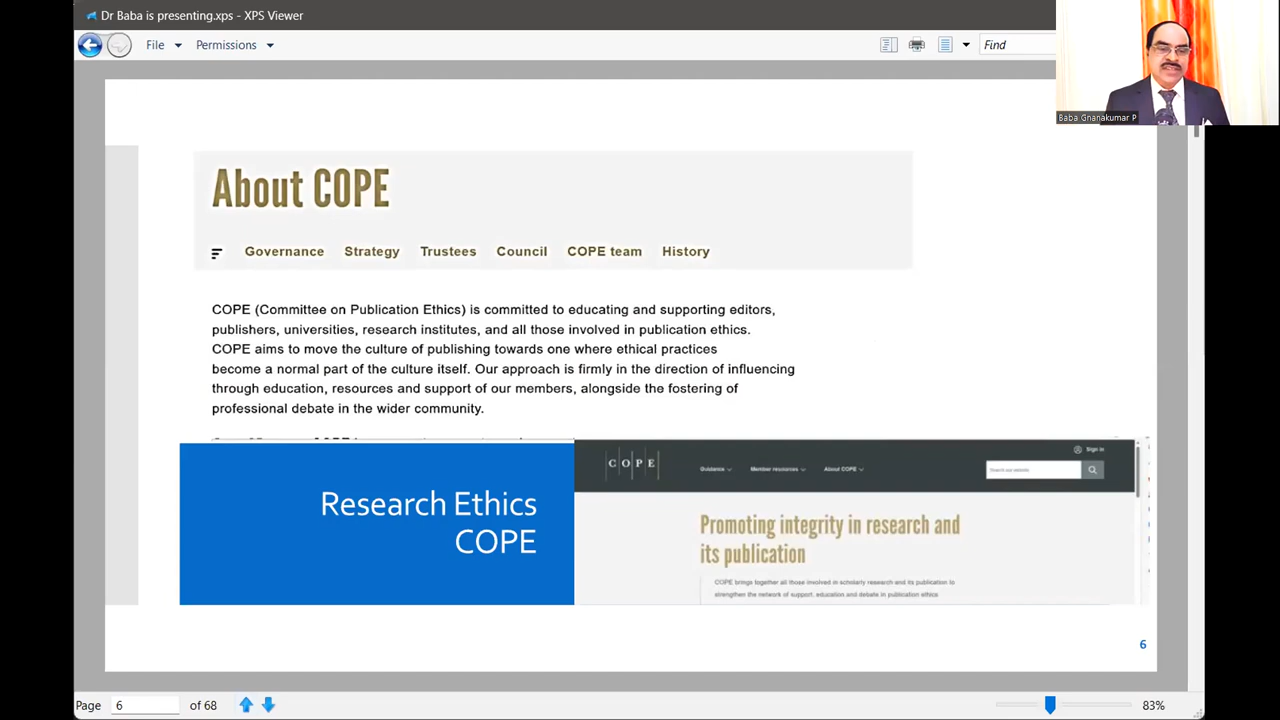 Dr Baba is presenting.xps - XPS Viewer
File Permissions Find
Baba Gnanakumar P
About COPE
Governance Strategy Trustees Council COPE team History
COPE (Committee on Publication Ethics) is committed to educating and supporting editors,
publishers, universities, research institutes, and all those involved in publication ethics.
COPE aims to move the culture of publishing towards one where ethical practices
become a normal part of the culture itself. Our approach is firmly in the direction of influencing
through education, resources and support of our members, alongside the fostering of
professional debate in the wider community.
Research Ethics
COPE
Sign in
COPE Guidance Member resources About COPE Search our website
Promoting integrity in research and
its publication
COPE brings together all those involved in scholarly research and its publication to
strengthen the network of support, education and debate in publication ethics
6
Page 6 of 68 83%